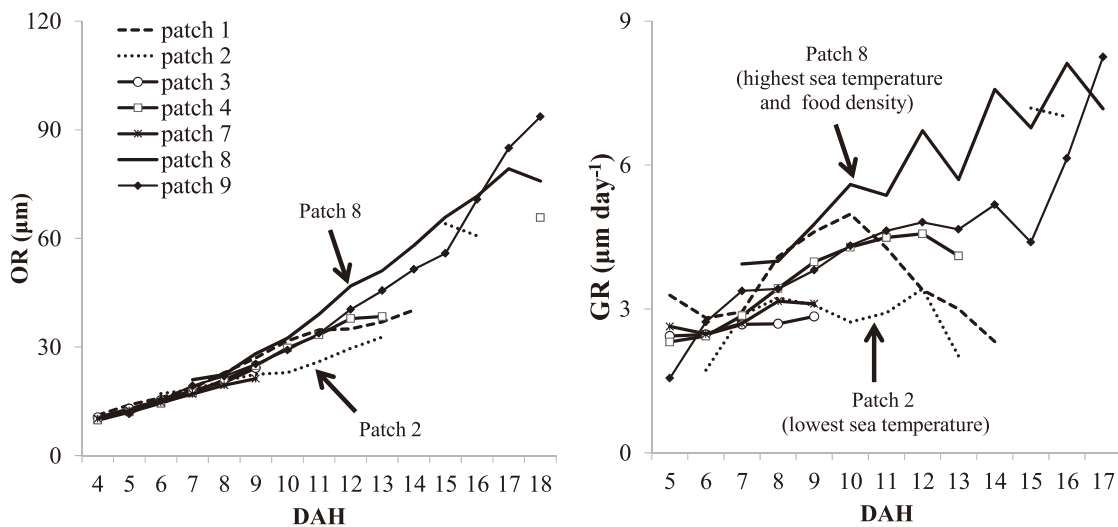 120
90
60
30
0
OR (μm)
patch 1
patch 2
patch 3
patch 4
patch 7
patch 8
patch 9
Patch 8
Patch 2
4 5 6 7 8 9 10 11 12 13 14 15 16 17 18
DAH
9
6
3
0
GR (μm day⁻¹)
Patch 8
(highest sea temperature
and food density)
Patch 2
(lowest sea temperature)
5 6 7 8 9 10 11 12 13 14 15 16 17
DAH